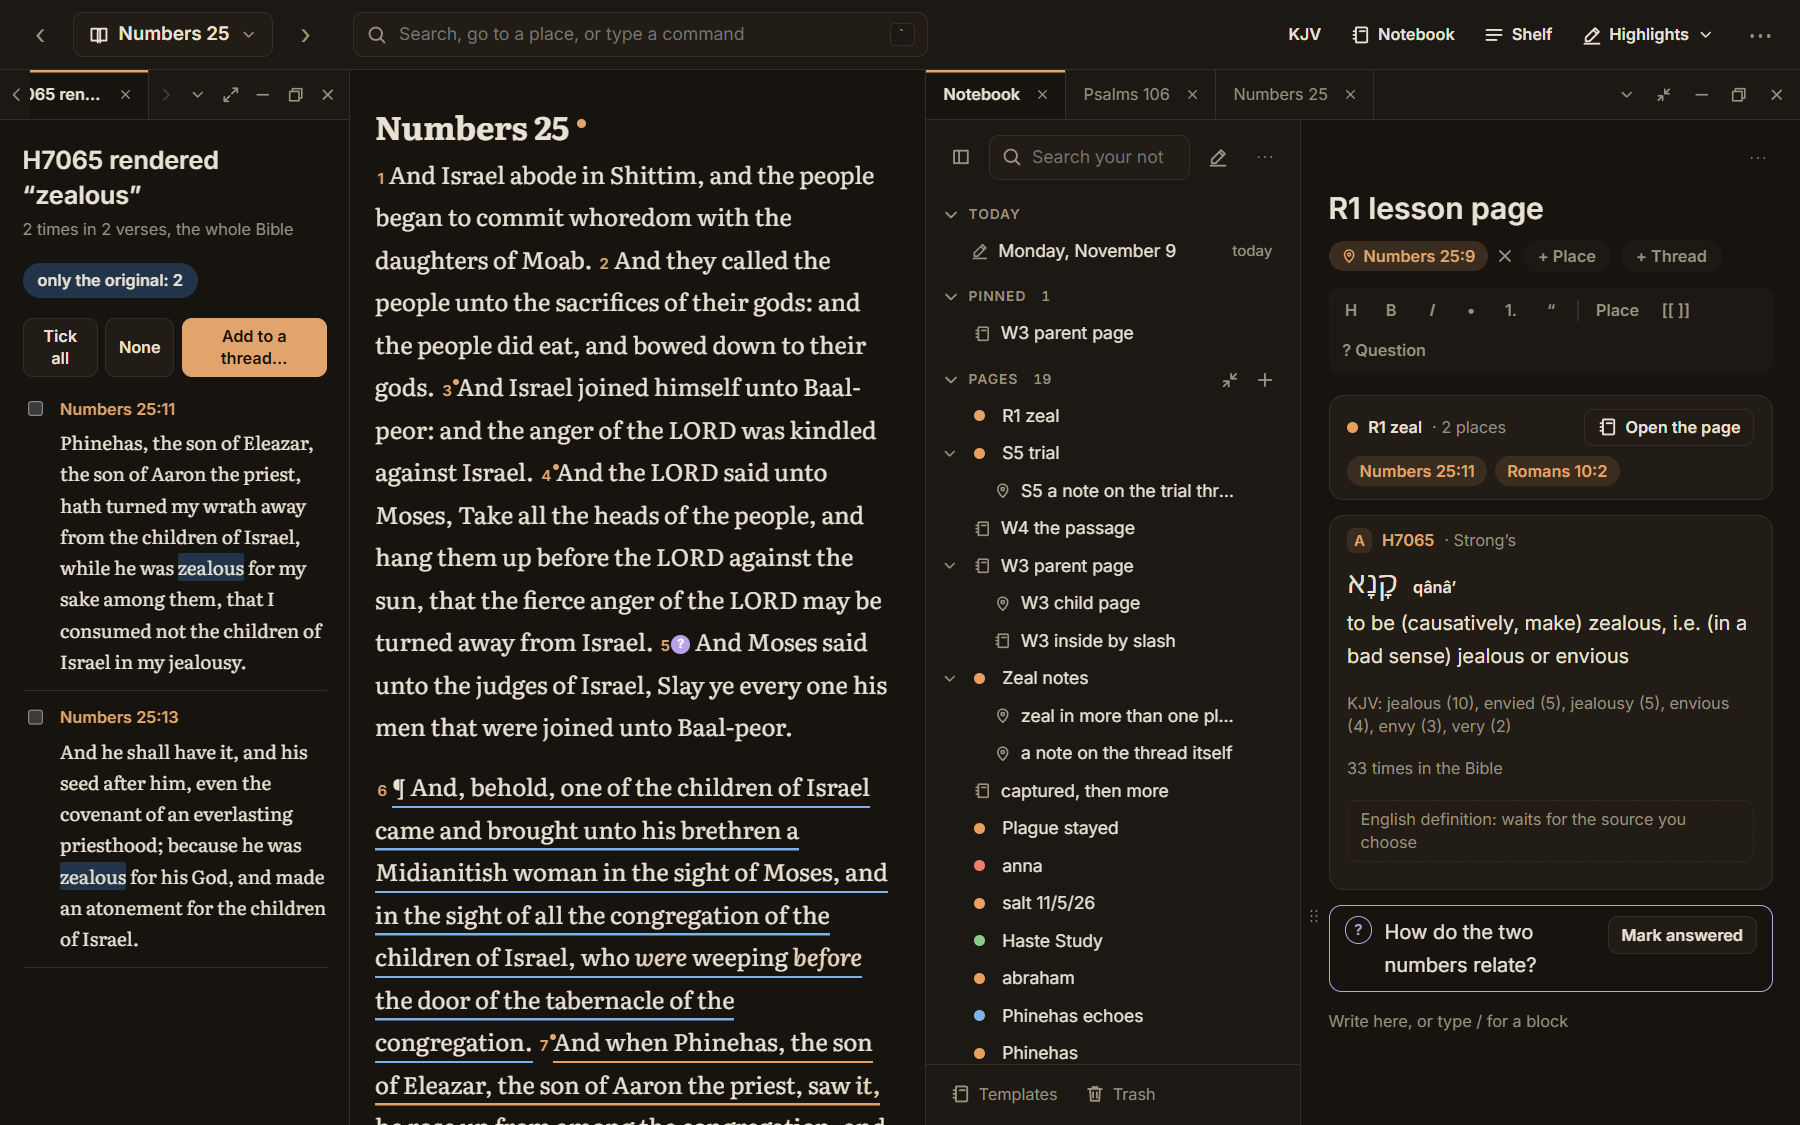 Numbers 25
Search, go to a place, or type a command
`
KJV
Notebook
Shelf
Highlights
065 ren...
H7065 rendered
“zealous”
2 times in 2 verses, the whole Bible
only the original: 2
Tick
all
None
Add to a
thread...
Numbers 25:11
Phinehas, the son of Eleazar,
the son of Aaron the priest,
hath turned my wrath away
from the children of Israel,
while he was zealous for my
sake among them, that I
consumed not the children of
Israel in my jealousy.
Numbers 25:13
And he shall have it, and his
seed after him, even the
covenant of an everlasting
priesthood; because he was
zealous for his God, and made
an atonement for the children
of Israel.
Numbers 25
1 And Israel abode in Shittim, and the people
began to commit whoredom with the
daughters of Moab. 2 And they called the
people unto the sacrifices of their gods: and
the people did eat, and bowed down to their
gods. 3 And Israel joined himself unto Baal-
peor: and the anger of the LORD was kindled
against Israel. 4 And the LORD said unto
Moses, Take all the heads of the people, and
hang them up before the LORD against the
sun, that the fierce anger of the LORD may be
turned away from Israel. 5 ? And Moses said
unto the judges of Israel, Slay ye every one his
men that were joined unto Baal-peor.
6 ¶ And, behold, one of the children of Israel
came and brought unto his brethren a
Midianitish woman in the sight of Moses, and
in the sight of all the congregation of the
children of Israel, who were weeping before
the door of the tabernacle of the
congregation. 7 And when Phinehas, the son
of Eleazar, the son of Aaron the priest, saw it,
he rose up from among the congregation, and
Notebook
Psalms 106
Numbers 25
Search your not
TODAY
Monday, November 9
today
PINNED 1
W3 parent page
PAGES 19
R1 zeal
S5 trial
S5 a note on the trial thr...
W4 the passage
W3 parent page
W3 child page
W3 inside by slash
Zeal notes
zeal in more than one pl...
a note on the thread itself
captured, then more
Plague stayed
anna
salt 11/5/26
Haste Study
abraham
Phinehas echoes
Phinehas
Templates
Trash
R1 lesson page
Numbers 25:9
+ Place
+ Thread
H B I • 1. “ Place [[ ]]
? Question
R1 zeal · 2 places
Open the page
Numbers 25:11
Romans 10:2
A H7065 · Strong’s
קָנָא qânâʼ
to be (causatively, make) zealous, i.e. (in a
bad sense) jealous or envious
KJV: jealous (10), envied (5), jealousy (5), envious
(4), envy (3), very (2)
33 times in the Bible
English definition: waits for the source you
choose
? How do the two
numbers relate?
Mark answered
Write here, or type / for a block